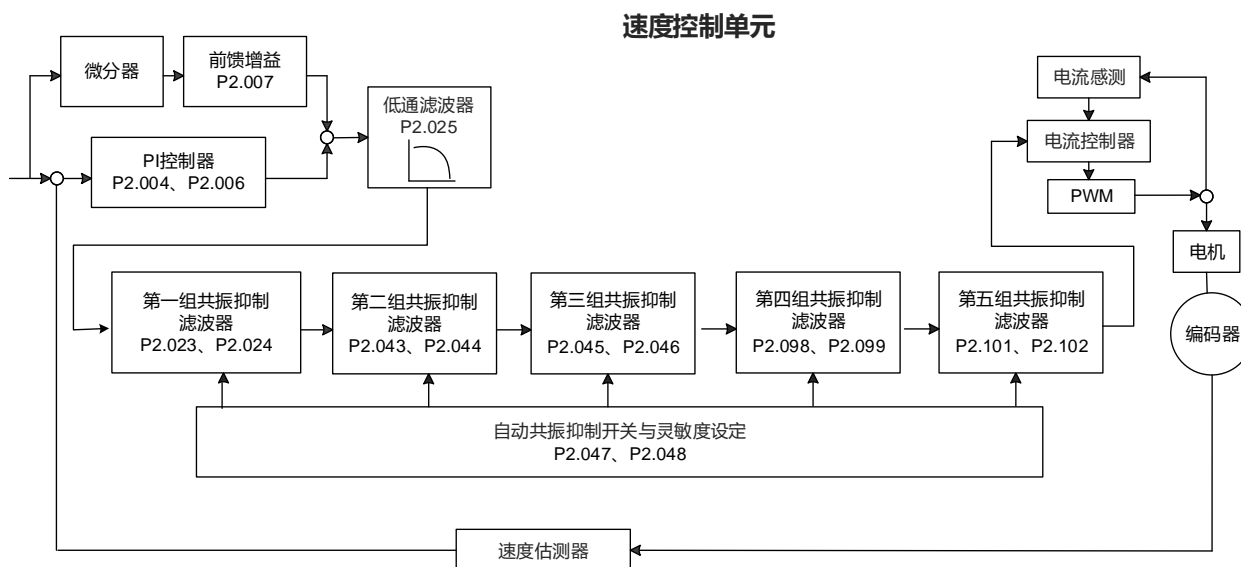 速度控制单元
微分器
前馈增益
P2.007
低通滤波器
P2.025
PI控制器
P2.004、P2.006
电流感测
电流控制器
PWM
电机
编码器
第一组共振抑制
滤波器
P2.023、P2.024
第二组共振抑制
滤波器
P2.043、P2.044
第三组共振抑制
滤波器
P2.045、P2.046
第四组共振抑制
滤波器
P2.098、P2.099
第五组共振抑制
滤波器
P2.101、P2.102
自动共振抑制开关与灵敏度设定
P2.047、P2.048
速度估测器